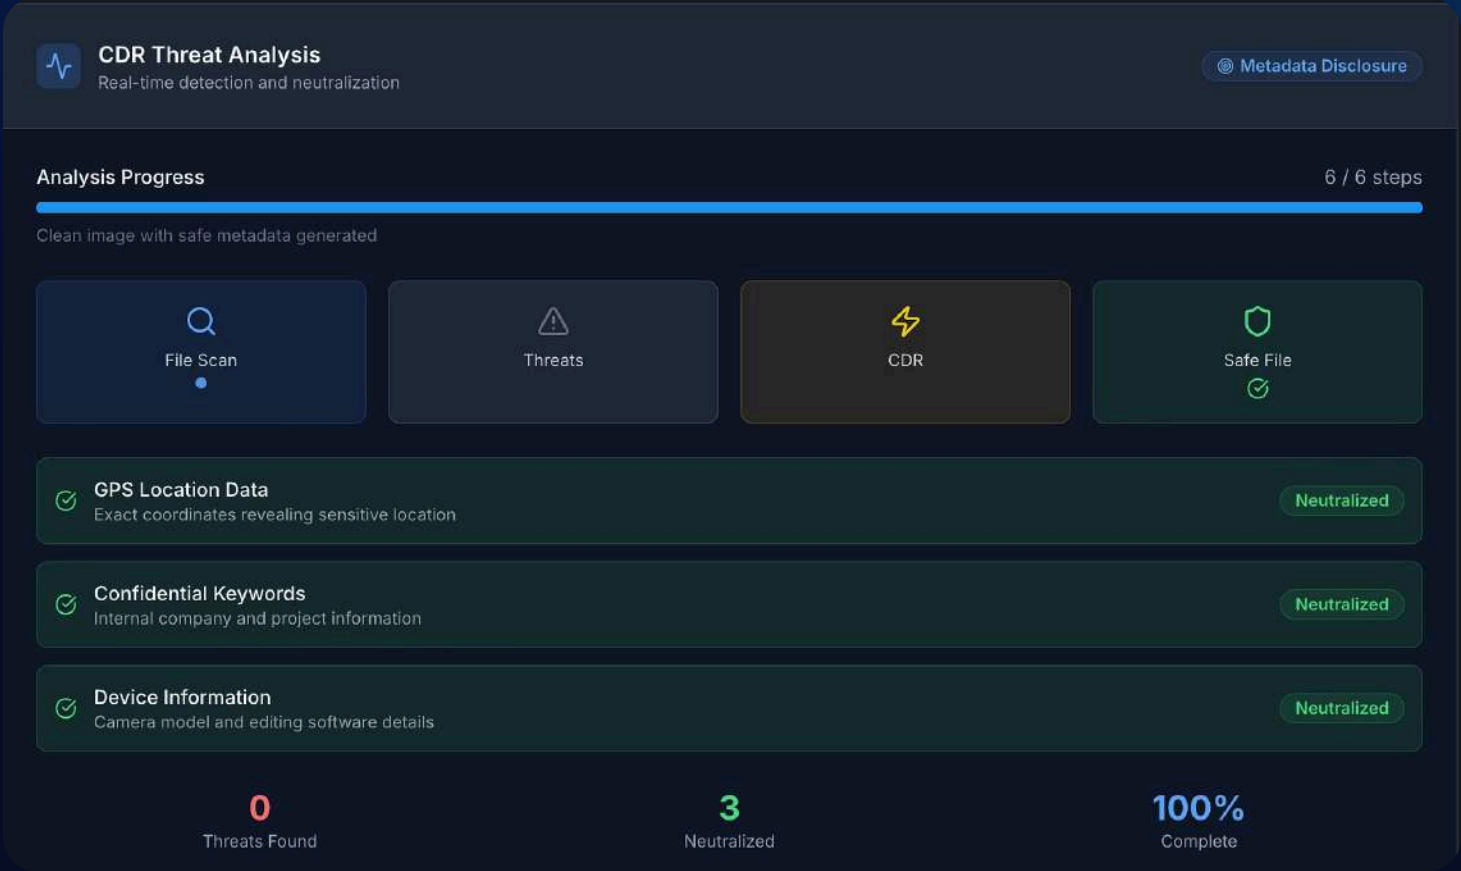 CDR Threat Analysis
Real-time detection and neutralization
Metadata Disclosure
Analysis Progress
6 / 6 steps
Clean image with safe metadata generated
File Scan
Threats
CDR
Safe File
GPS Location Data
Exact coordinates revealing sensitive location
Neutralized
Confidential Keywords
Internal company and project information
Neutralized
Device Information
Camera model and editing software details
Neutralized
0
Threats Found
3
Neutralized
100%
Complete